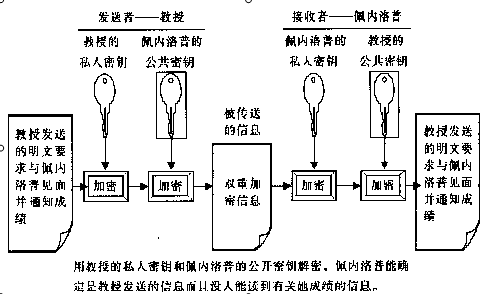 发送者——教授
接收者——佩内洛普
教授的
私人密钥
佩内洛普的
公共密钥
佩内洛普的
私人密钥
教授的
公共密钥
被传送
的信息
教授发送
的明文要
求与佩内
洛普见面
并通知成
绩
加密
加密
双重加
密信息
加密
加密
教授发送
的明文要
求与佩内
洛普见面
并通知成
绩
用教授的私人密钥和佩内洛普的公开密钥解密，佩内洛普能确
定是教授发送的信息而且没人能读到有关她成绩的信息。